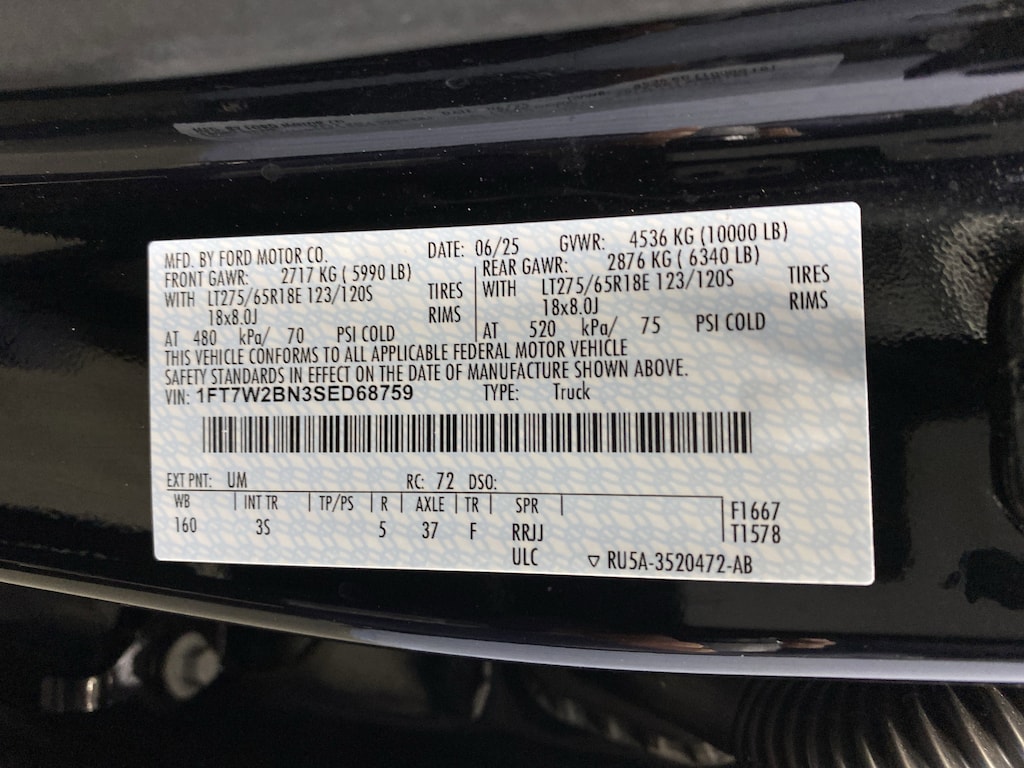 MFD. BY FORD MOTOR CO. DATE: 06/25 GVWR: 4536 KG (10000 LB)
FRONT GAWR: 2717 KG ( 5990 LB) REAR GAWR: 2876 KG ( 6340 LB)
WITH LT275/65R18E 123/120S TIRES WITH LT275/65R18E 123/120S TIRES
18x8.0J RIMS 18x8.0J RIMS
AT 480 kPa/ 70 PSI COLD AT 520 kPa/ 75 PSI COLD
THIS VEHICLE CONFORMS TO ALL APPLICABLE FEDERAL MOTOR VEHICLE
SAFETY STANDARDS IN EFFECT ON THE DATE OF MANUFACTURE SHOWN ABOVE.
VIN: 1FT7W2BN3SED68759 TYPE: Truck
EXT PNT: UM RC: 72 DSO:
WB INT TR TP/PS R AXLE TR SPR F1667
160 3S 5 37 F RRJJ T1578
ULC ▽ RU5A-3520472-AB